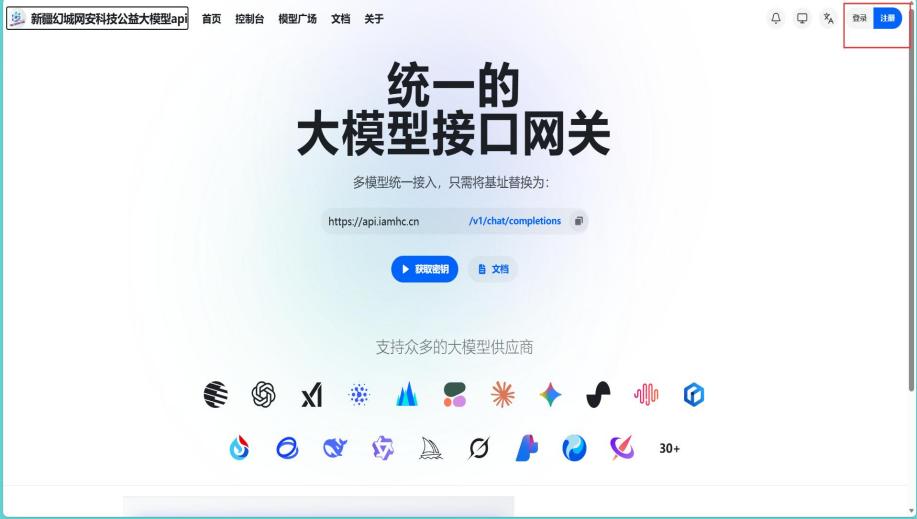 新疆幻城网安科技公益大模型api 首页 控制台 模型广场 文档 关于 登录 注册
统一的
大模型接口网关
多模型统一接入，只需将基址替换为：
https://api.iamhc.cn /v1/chat/completions
获取密钥 文档
支持众多的大模型供应商
30+